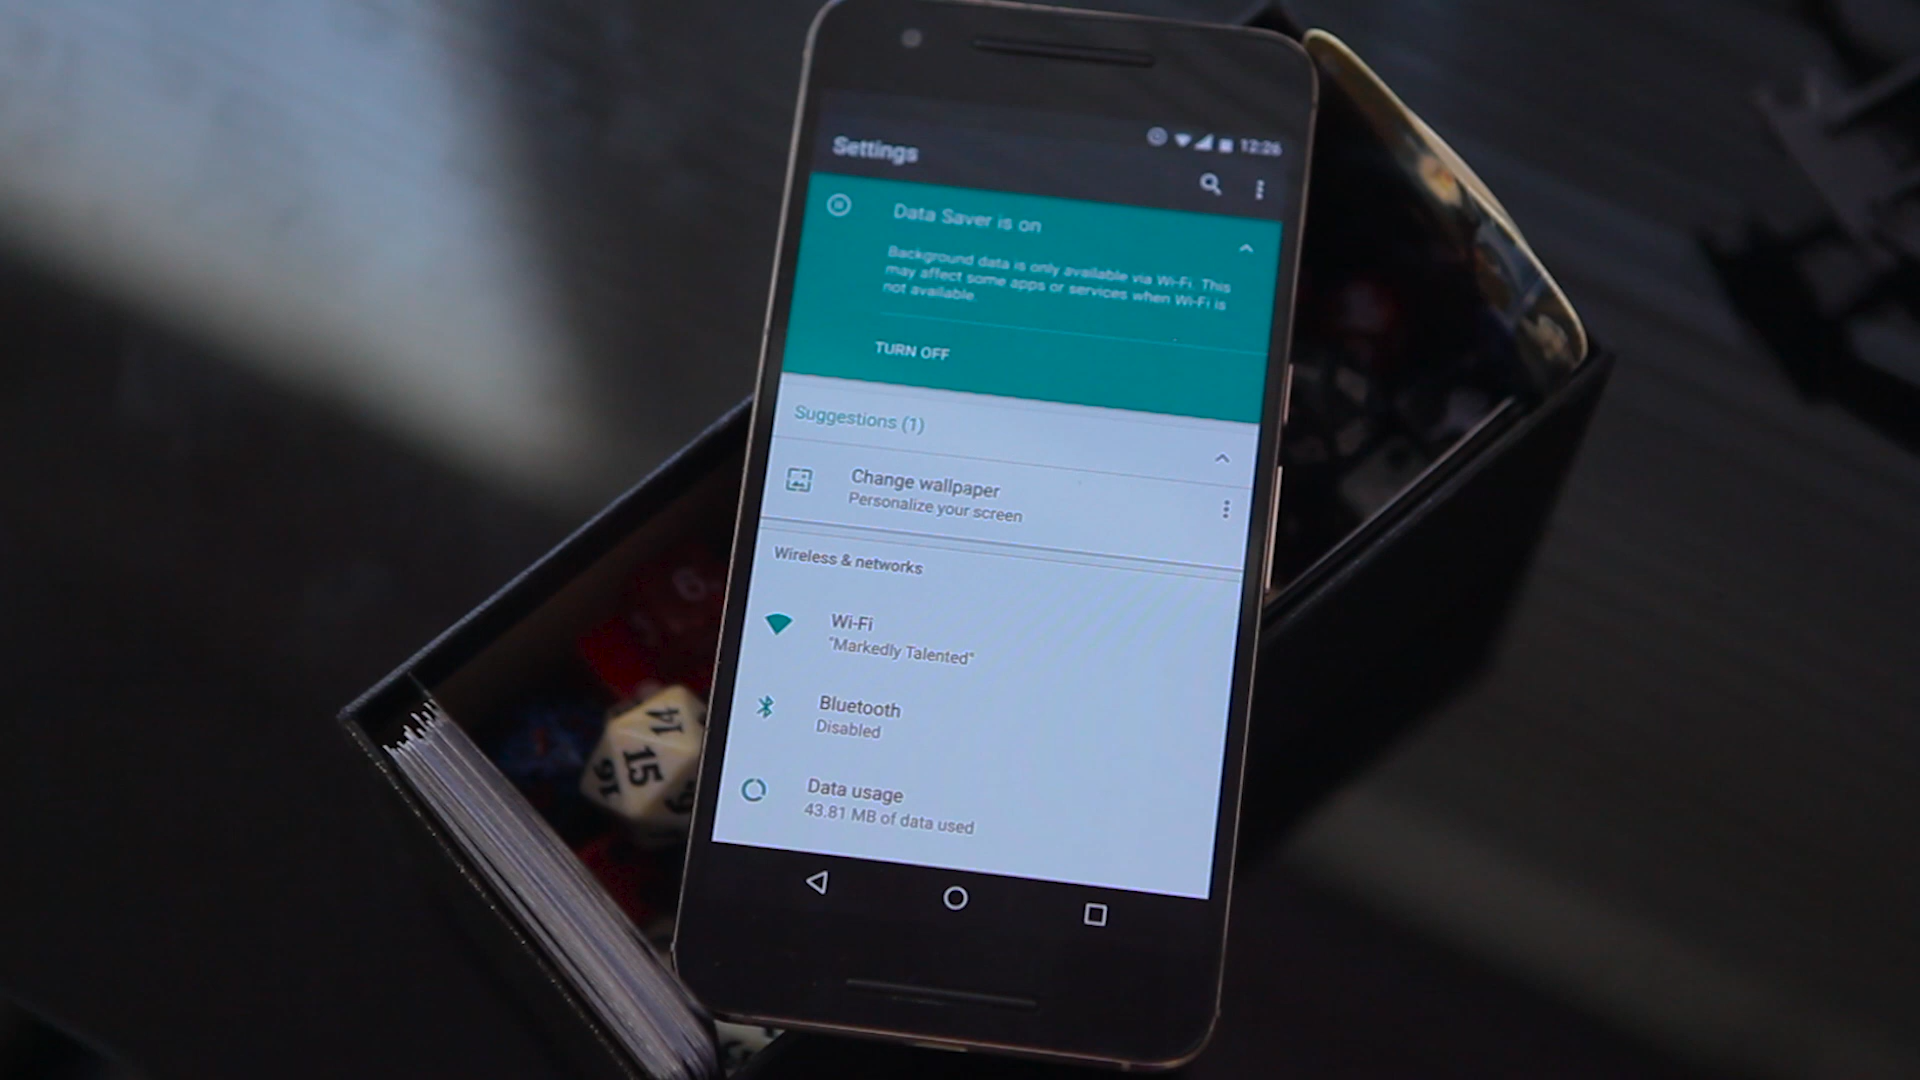 12:26
Settings
Data Saver is on
Background data is only available via Wi-Fi. This
may affect some apps or services when Wi-Fi is
not available.
TURN OFF
Suggestions (1)
Change wallpaper
Personalize your screen
Wireless & networks
Wi-Fi
"Markedly Talented"
Bluetooth
Disabled
Data usage
43.81 MB of data used
6
14
15
16